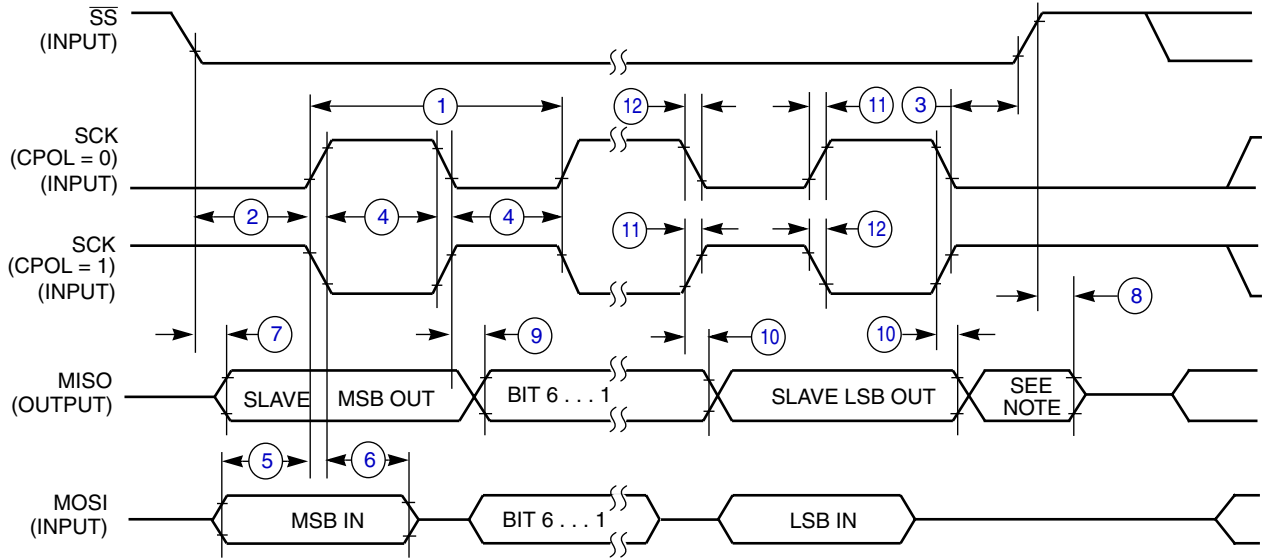 SS
(INPUT)
1
12
11
3
SCK
(CPOL = 0)
(INPUT)
2
4
4
11
12
SCK
(CPOL = 1)
(INPUT)
7
9
10
10
8
MISO
(OUTPUT)
SLAVE MSB OUT
BIT 6 . . . 1
SLAVE LSB OUT
SEE
NOTE
5
6
MOSI
(INPUT)
MSB IN
BIT 6 . . . 1
LSB IN